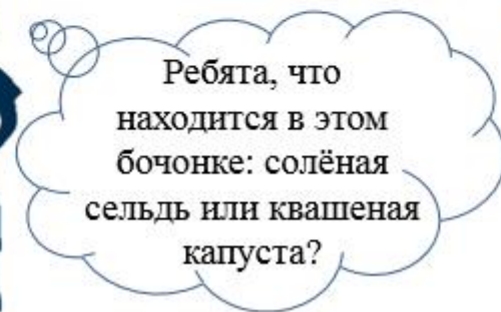 Ребята, что
находится в этом
бочонке: солёная
сельдь или квашеная
капуста?